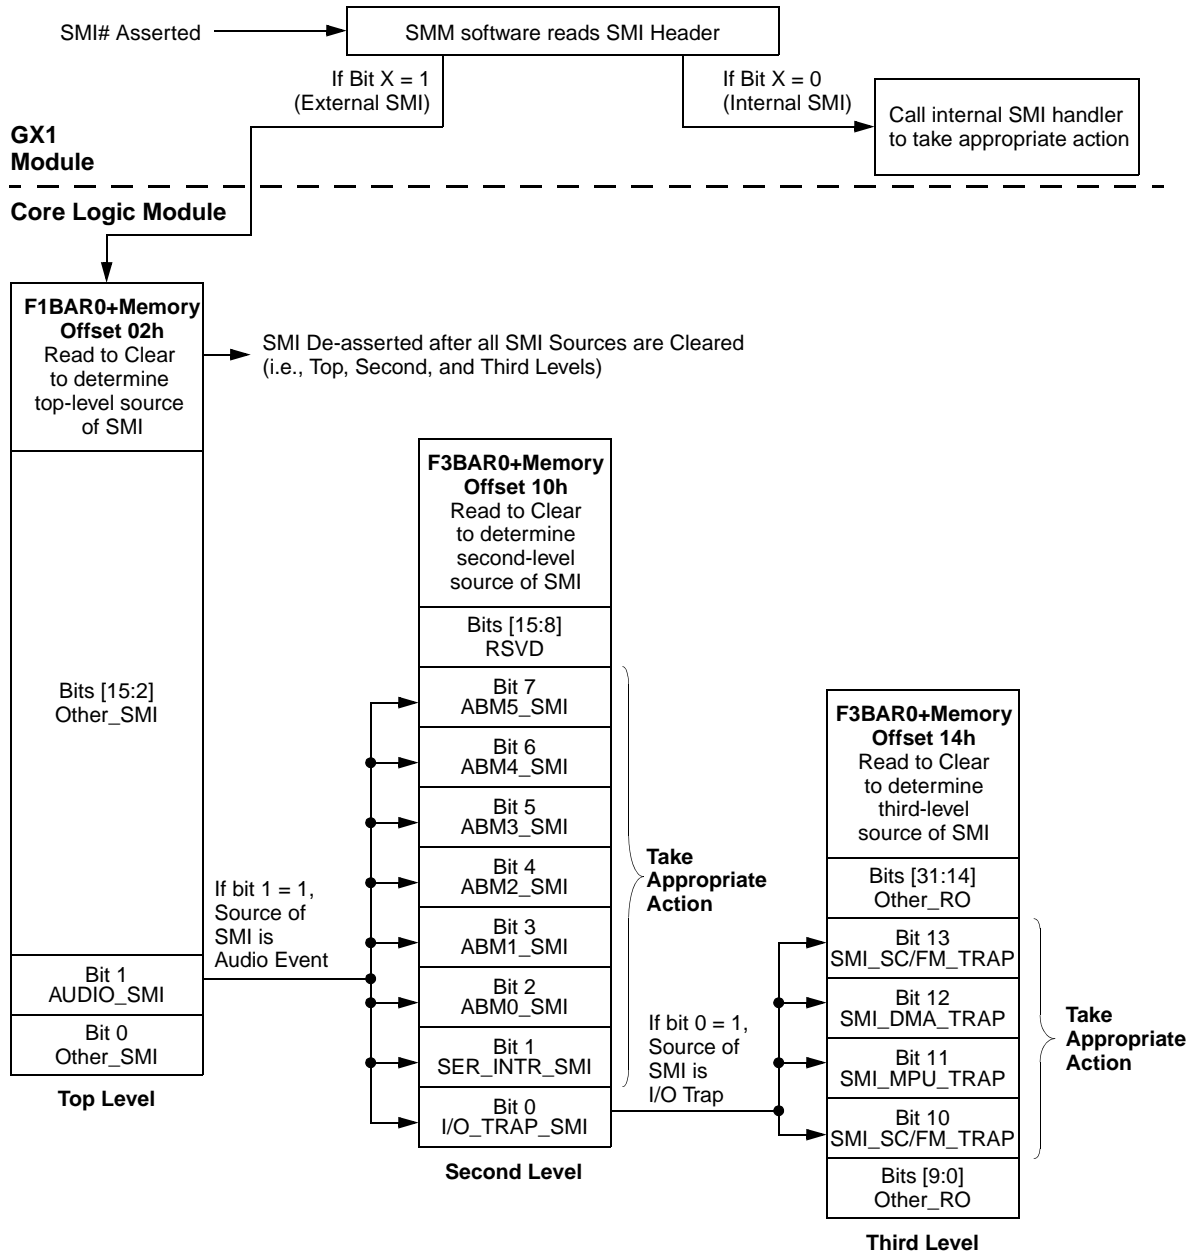 SMI# Asserted
SMM software reads SMI Header
If Bit X = 1
(External SMI)
If Bit X = 0
(Internal SMI)
Call internal SMI handler
to take appropriate action
GX1
Module
Core Logic Module
F1BAR0+Memory
Offset 02h
Read to Clear
to determine
top-level source
of SMI
SMI De-asserted after all SMI Sources are Cleared
(i.e., Top, Second, and Third Levels)
Bits [15:2]
Other_SMI
Bit 1
AUDIO_SMI
Bit 0
Other_SMI
Top Level
If bit 1 = 1,
Source of
SMI is
Audio Event
F3BAR0+Memory
Offset 10h
Read to Clear
to determine
second-level
source of SMI
Bits [15:8]
RSVD
Bit 7
ABM5_SMI
Bit 6
ABM4_SMI
Bit 5
ABM3_SMI
Bit 4
ABM2_SMI
Bit 3
ABM1_SMI
Bit 2
ABM0_SMI
Bit 1
SER_INTR_SMI
Bit 0
I/O_TRAP_SMI
Second Level
Take
Appropriate
Action
If bit 0 = 1,
Source of
SMI is
I/O Trap
F3BAR0+Memory
Offset 14h
Read to Clear
to determine
third-level
source of SMI
Bits [31:14]
Other_RO
Bit 13
SMI_SC/FM_TRAP
Bit 12
SMI_DMA_TRAP
Bit 11
SMI_MPU_TRAP
Bit 10
SMI_SC/FM_TRAP
Bits [9:0]
Other_RO
Third Level
Take
Appropriate
Action